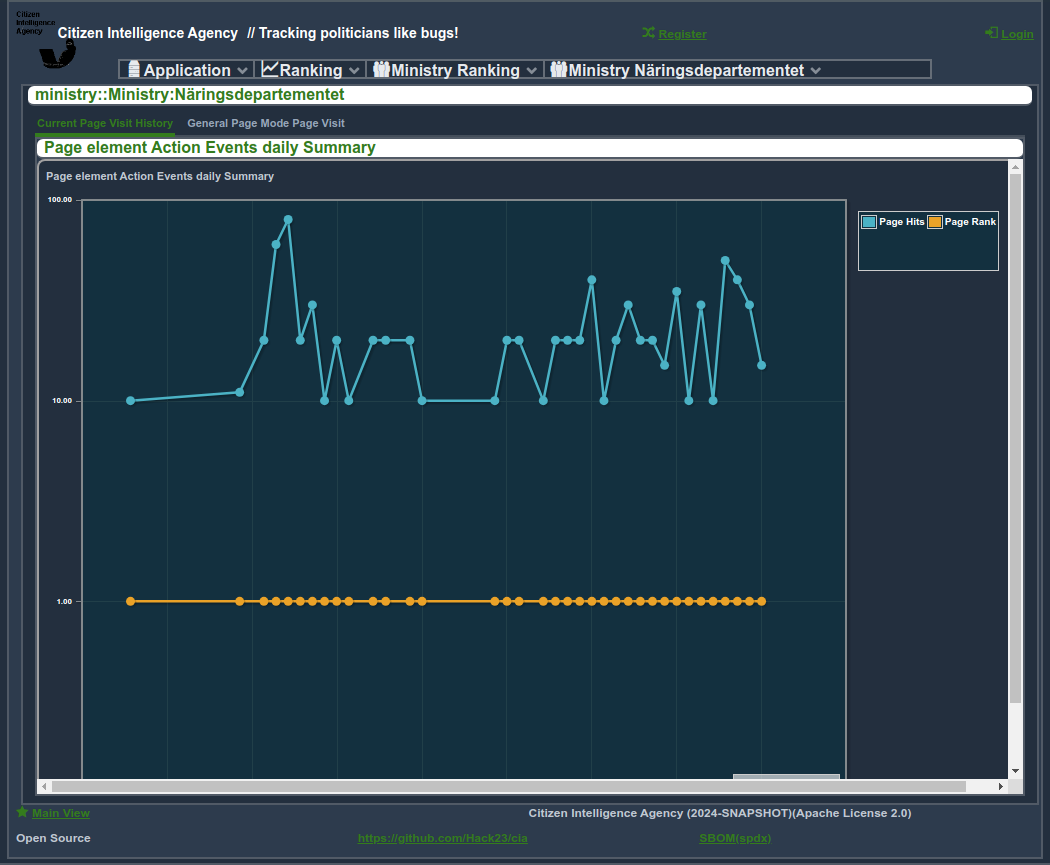 Citizen
Intelligence
Agency
Citizen Intelligence Agency // Tracking politicians like bugs!
Register
Login
Application
Ranking
Ministry Ranking
Ministry Näringsdepartementet
ministry::Ministry:Näringsdepartementet
Current Page Visit History
General Page Mode Page Visit
Page element Action Events daily Summary
Page element Action Events daily Summary
100.00
Page Hits
Page Rank
10.00
1.00
Main View
Citizen Intelligence Agency (2024-SNAPSHOT)(Apache License 2.0)
Open Source
https://github.com/Hack23/cia
SBOM(spdx)